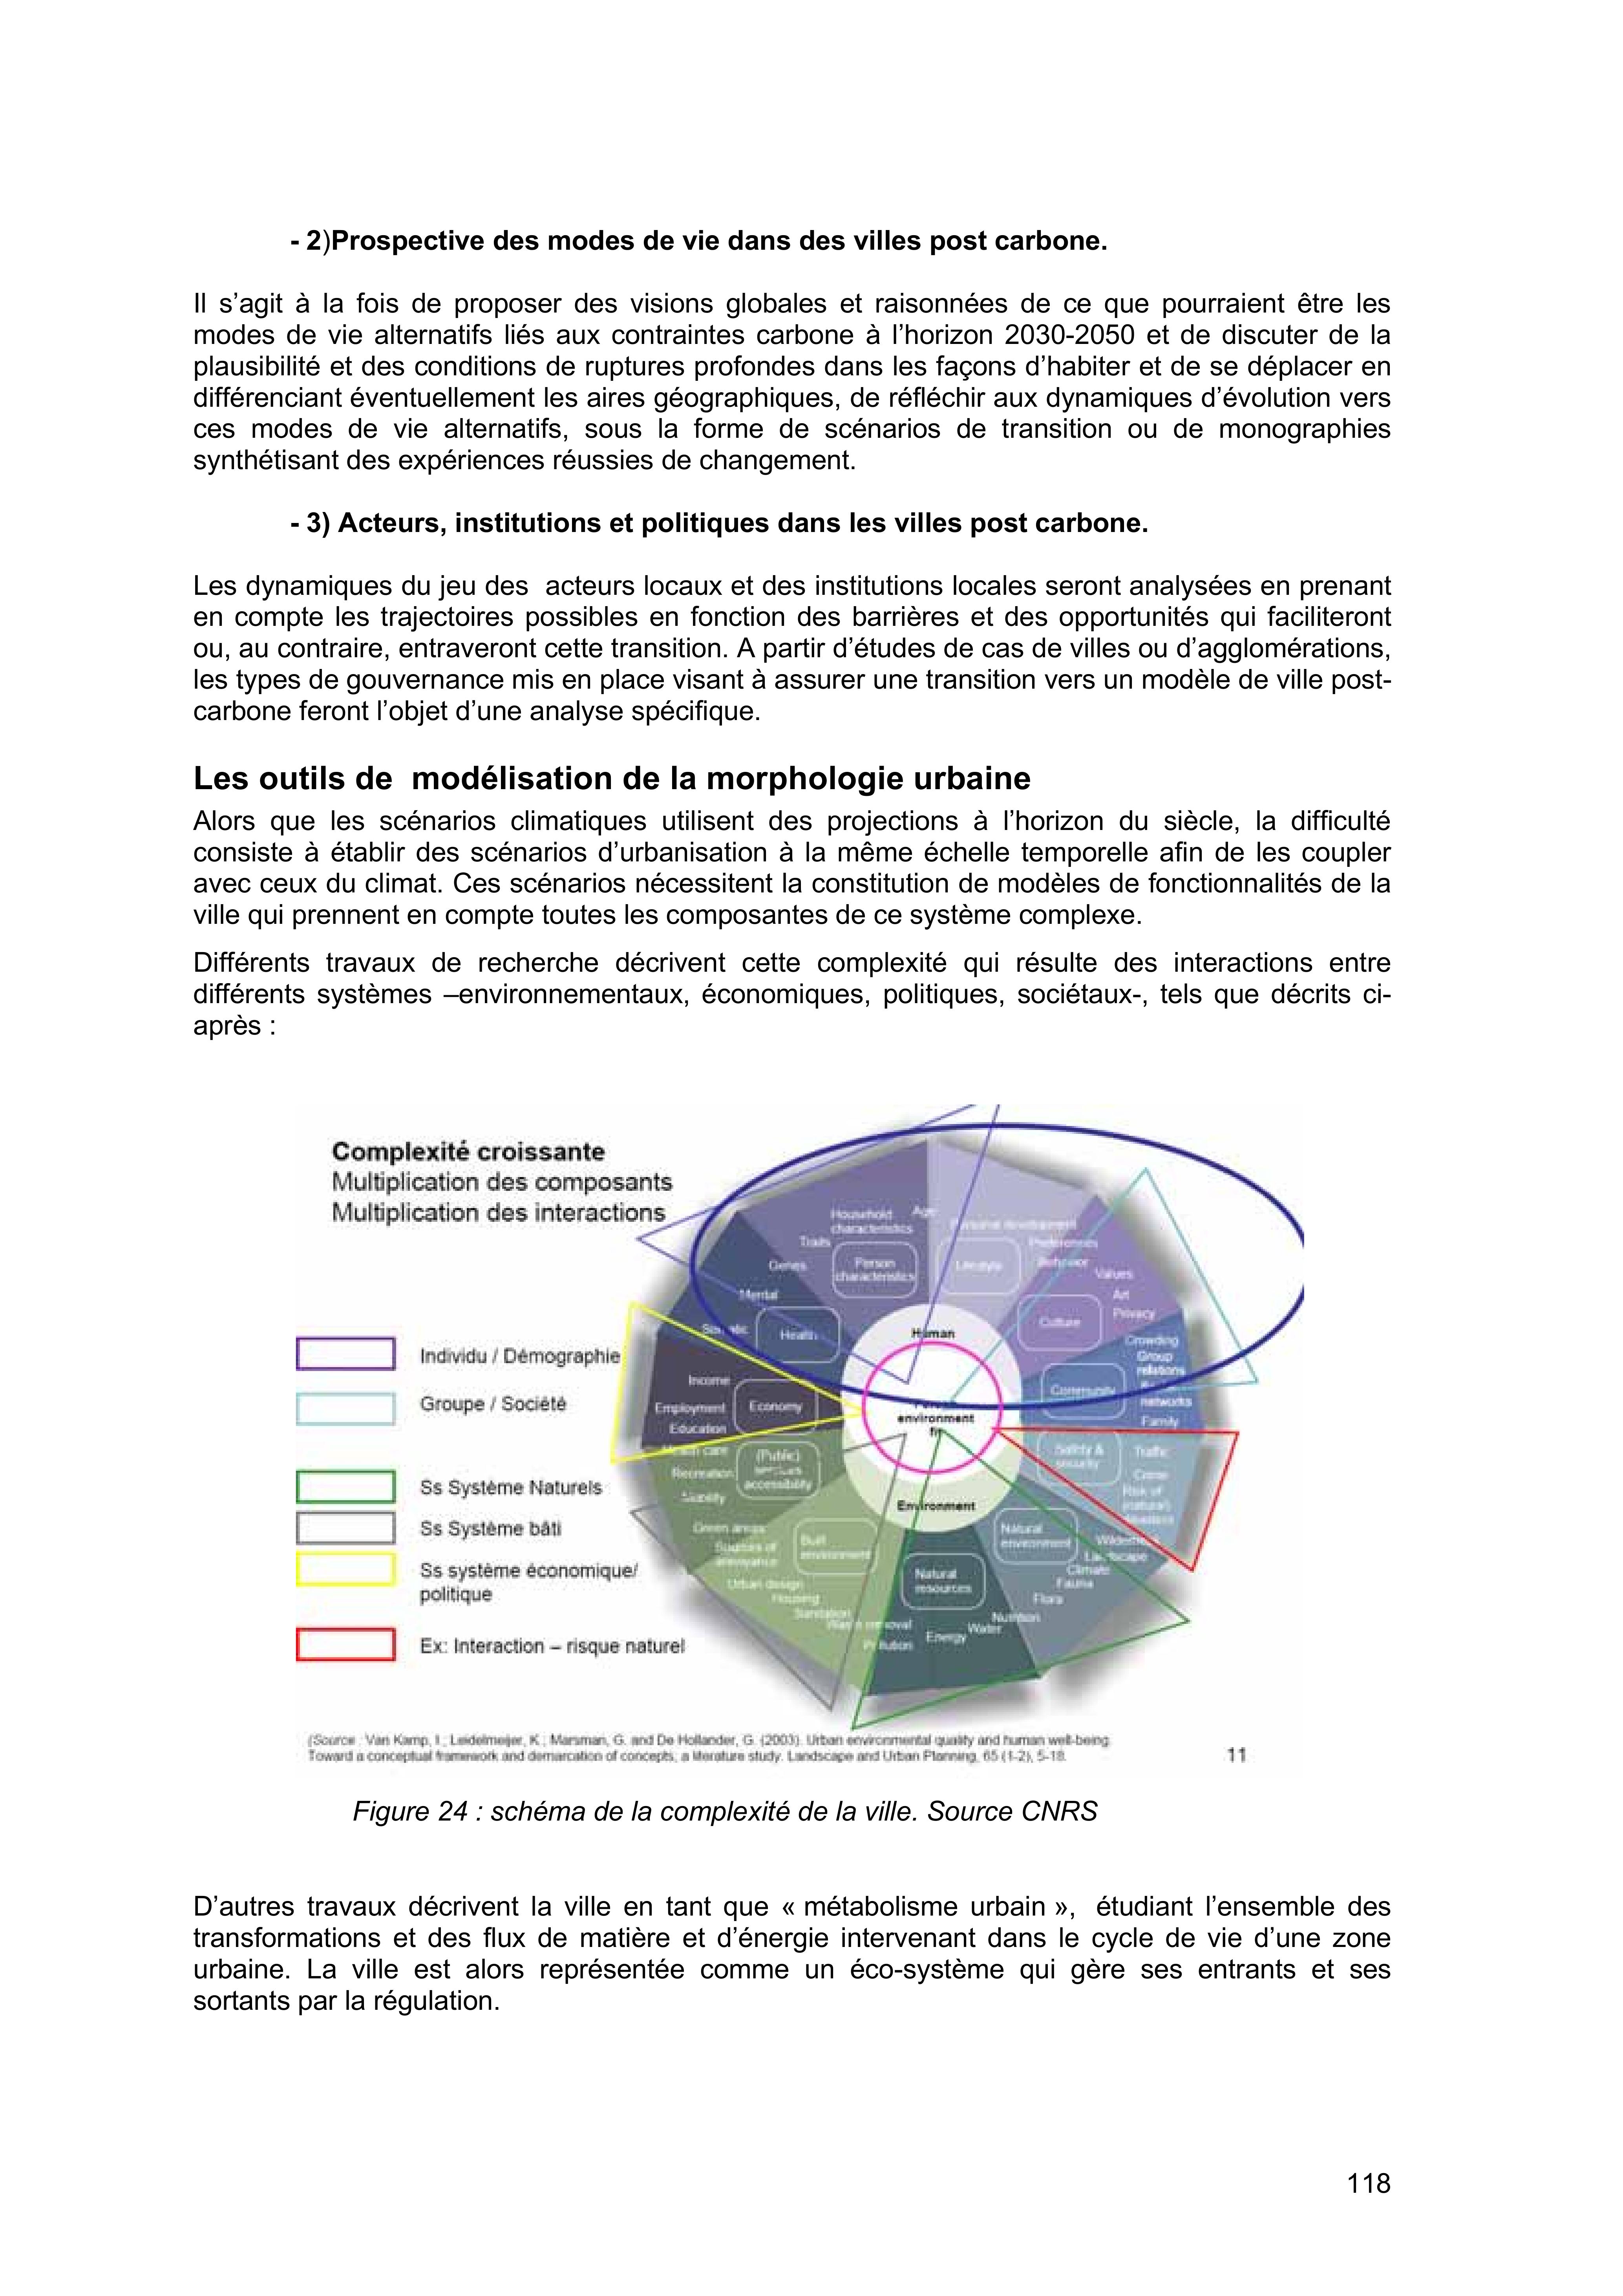 - 2)Prospective des modes de vie dans des villes post carbone.
Il s’agit à la fois de proposer des visions globales et raisonnées de ce que pourraient être les
modes de vie alternatifs liés aux contraintes carbone à l’horizon 2030-2050 et de discuter de la
plausibilité et des conditions de ruptures profondes dans les façons d’habiter et de se déplacer en
différenciant éventuellement les aires géographiques, de réfléchir aux dynamiques d’évolution vers
ces modes de vie alternatifs, sous la forme de scénarios de transition ou de monographies
synthétisant des expériences réussies de changement.
- 3) Acteurs, institutions et politiques dans les villes post carbone.
Les dynamiques du jeu des acteurs locaux et des institutions locales seront analysées en prenant
en compte les trajectoires possibles en fonction des barrières et des opportunités qui faciliteront
ou, au contraire, entraveront cette transition. A partir d’études de cas de villes ou d’agglomérations,
les types de gouvernance mis en place visant à assurer une transition vers un modèle de ville post-
carbone feront l’objet d’une analyse spécifique.
Les outils de modélisation de la morphologie urbaine
Alors que les scénarios climatiques utilisent des projections à l’horizon du siècle, la difficulté
consiste à établir des scénarios d’urbanisation à la même échelle temporelle afin de les coupler
avec ceux du climat. Ces scénarios nécessitent la constitution de modèles de fonctionnalités de la
ville qui prennent en compte toutes les composantes de ce système complexe.
Différents travaux de recherche décrivent cette complexité qui résulte des interactions entre
différents systèmes –environnementaux, économiques, politiques, sociétaux-, tels que décrits ci-
après :
Complexité croissante
Multiplication des composants
Multiplication des interactions
Individu / Démographie
Groupe / Société
Ss Système Naturels
Ss Système bâti
Ss système économique/
politique
Ex: Interaction – risque naturel
Household
characteristics
Age
Traits
Genes
Person
characteristics
Personal development
Preferences
Lifestyle
Behavior
Values
Art
Privacy
Culture
Mental
Health
Human
Crowding
Group
relations
networks
Family
Community
Income
Employment
Education
Economy
environment
fit
Safety &
security
Traffic
Crime
Risk of
(natural)
disasters
Health care
Recreation
(Public)
accessibility
Environment
Green areas
Sources of
annoyance
Built
environment
Urban design
Housing
Sanitation
Natural
environment
Wilderness
Landscape
Climate
Fauna
Flora
Natural
resources
Nutrition
Water
Energy
Pollution
(Source : Van Kamp, I.; Leidelmeijer, K.; Marsman, G. and De Hollander, G. (2003). Urban environmental quality and human well-being
Toward a conceptual framework and demarcation of concepts; a literature study. Landscape and Urban Planning, 65 (1-2), 5-18.
11
Figure 24 : schéma de la complexité de la ville. Source CNRS
D’autres travaux décrivent la ville en tant que « métabolisme urbain », étudiant l’ensemble des
transformations et des flux de matière et d’énergie intervenant dans le cycle de vie d’une zone
urbaine. La ville est alors représentée comme un éco-système qui gère ses entrants et ses
sortants par la régulation.
118